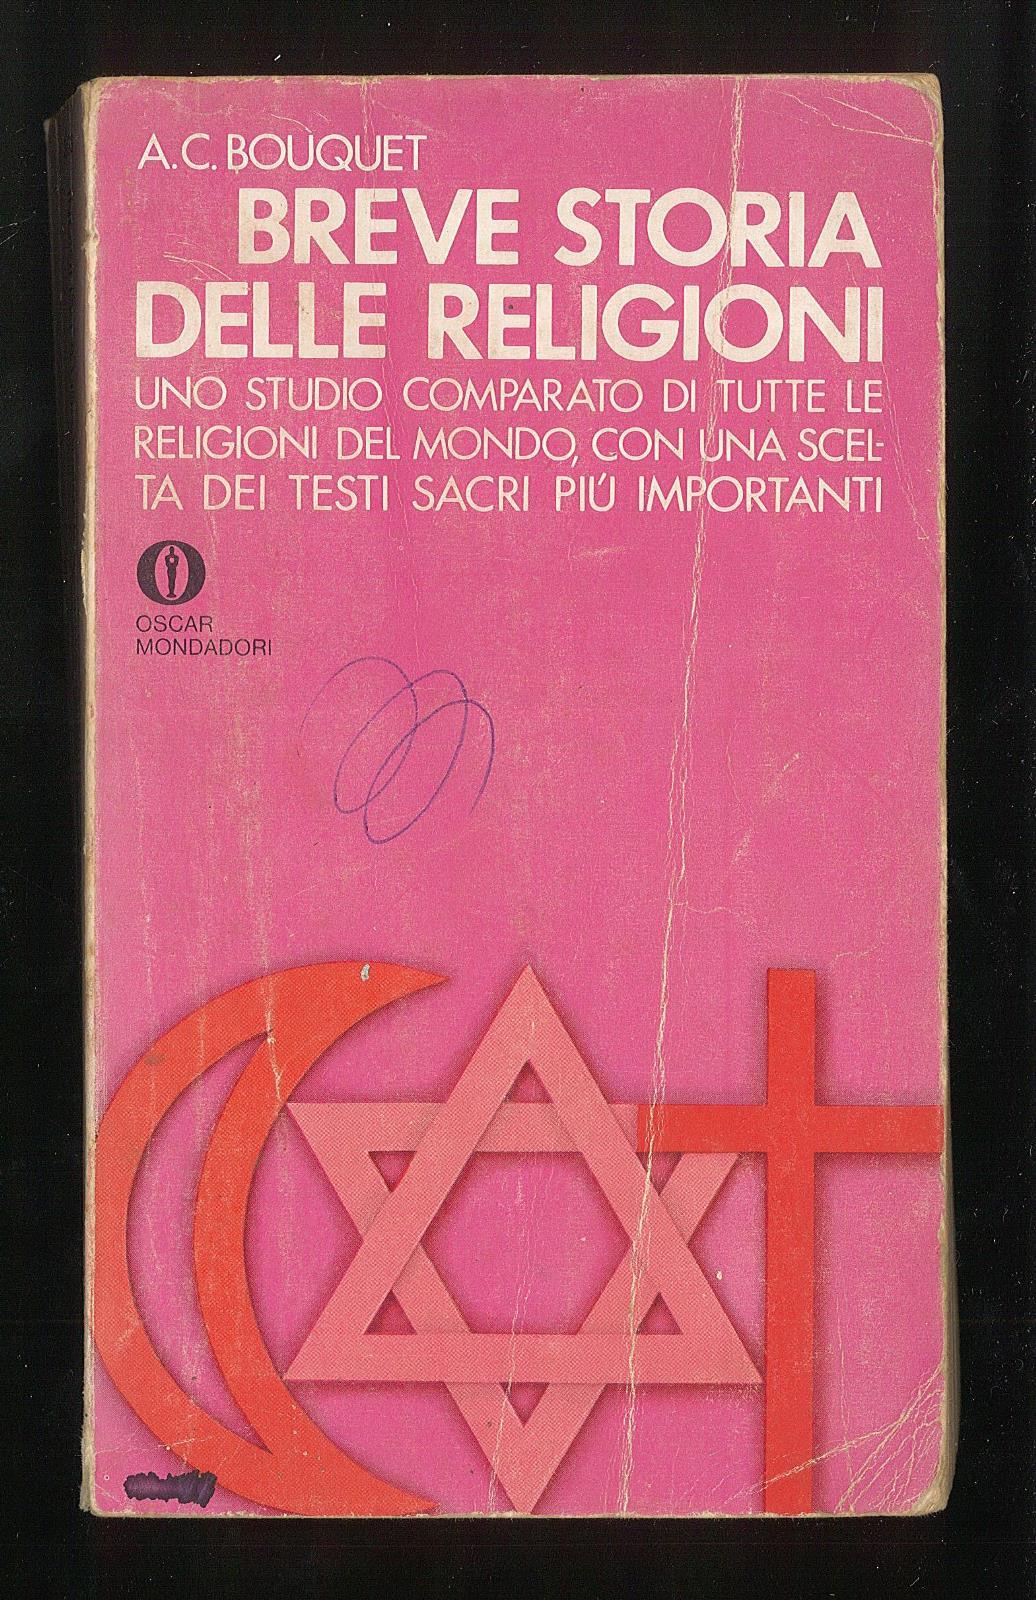 A.C. BOUQUET
BREVE STORIA
DELLE RELIGIONI
UNO STUDIO COMPARATO DI TUTTE LE
RELIGIONI DEL MONDO, CON UNA SCEL-
TA DEI TESTI SACRI PIÚ IMPORTANTI
OSCAR
MONDADORI